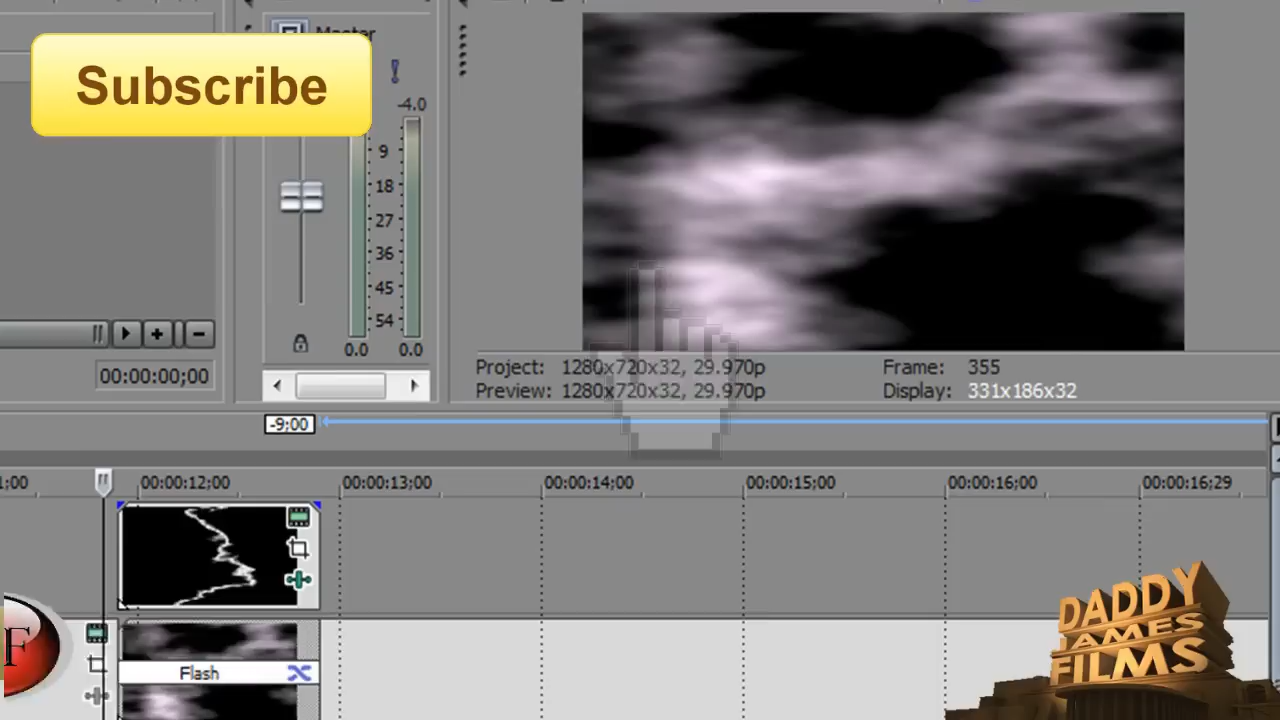 Master
Subscribe
-4.0
9
18
27
36
45
54
0.0 0.0
00:00:00;00
Project: 1280x720x32, 29.970p
Preview: 1280x720x32, 29.970p
Frame: 355
Display: 331x186x32
-9;00
1;00
00:00:12;00
00:00:13;00
00:00:14;00
00:00:15;00
00:00:16;00
00:00:16;29
Flash
F
DADDY
JAMES
FILMS